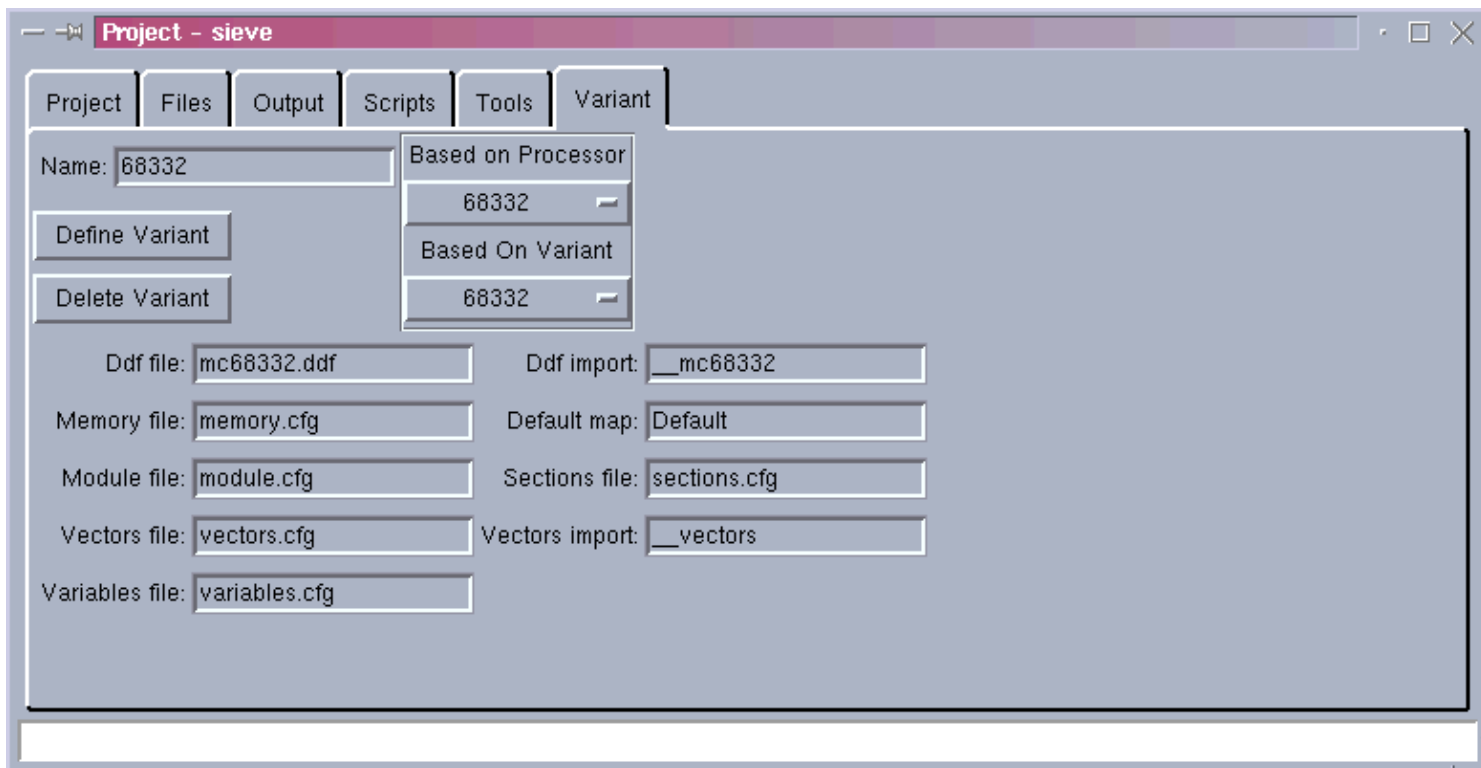 Project - sieve
Project Files Output Scripts Tools Variant
Name: 68332
Based on Processor
68332
Define Variant
Based On Variant
Delete Variant
68332
Ddf file: mc68332.ddf Ddf import: __mc68332
Memory file: memory.cfg Default map: Default
Module file: module.cfg Sections file: sections.cfg
Vectors file: vectors.cfg Vectors import: __vectors
Variables file: variables.cfg